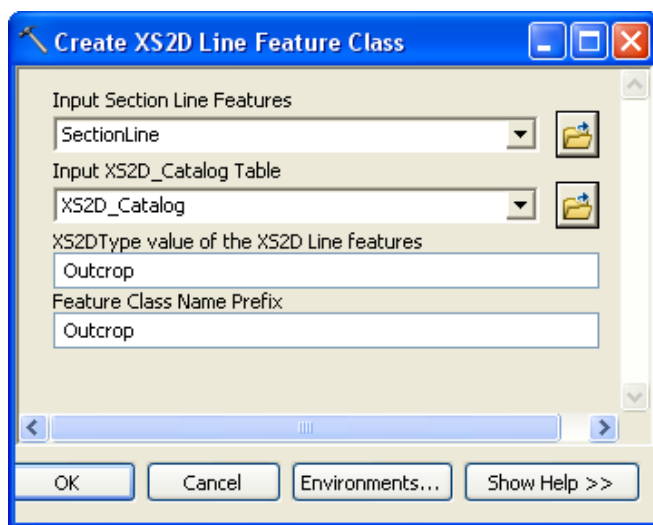 Create XS2D Line Feature Class
Input Section Line Features
SectionLine
Input XS2D_Catalog Table
XS2D_Catalog
XS2DType value of the XS2D Line features
Outcrop
Feature Class Name Prefix
Outcrop
OK Cancel Environments... Show Help >>